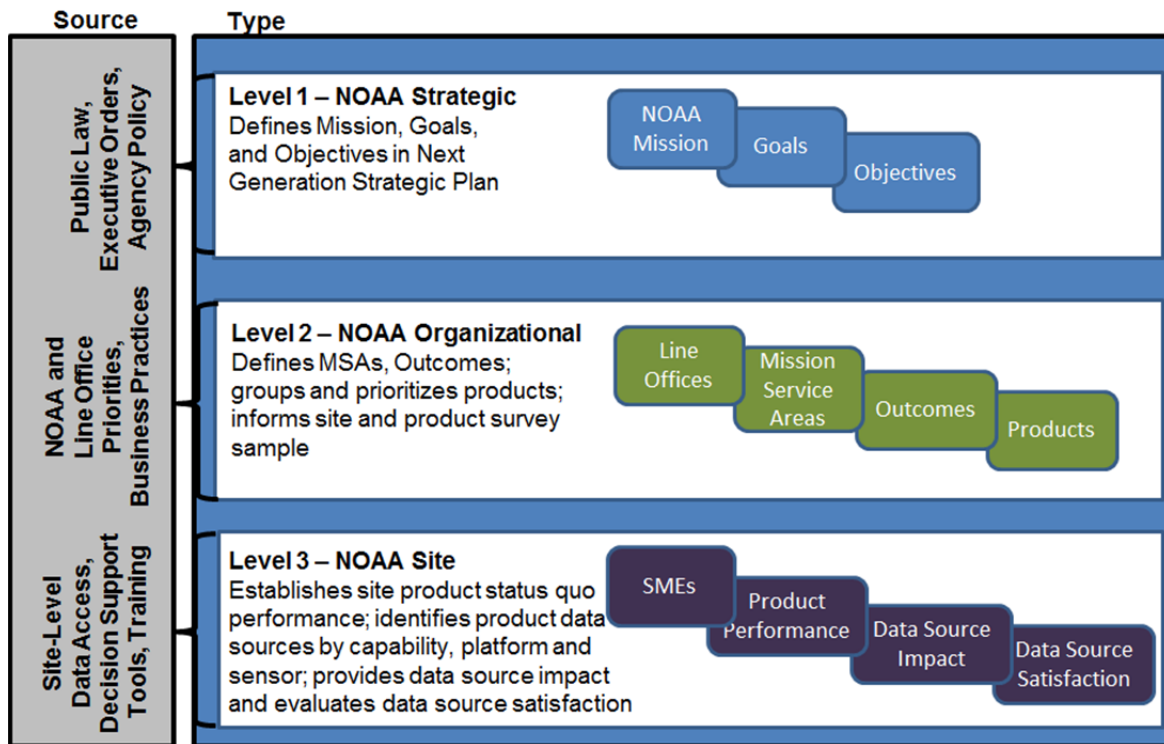 Source
Type
Public Law,
Executive Orders,
Agency Policy
Level 1 – NOAA Strategic
Defines Mission, Goals,
and Objectives in Next
Generation Strategic Plan
NOAA
Mission
Goals
Objectives
NOAA and
Line Office
Priorities,
Business Practices
Level 2 – NOAA Organizational
Defines MSAs, Outcomes;
groups and prioritizes products;
informs site and product survey
sample
Line
Offices
Mission
Service
Areas
Outcomes
Products
Site-Level
Data Access,
Decision Support
Tools, Training
Level 3 – NOAA Site
Establishes site product status quo
performance; identifies product data
sources by capability, platform and
sensor; provides data source impact
and evaluates data source satisfaction
SMEs
Product
Performance
Data Source
Impact
Data Source
Satisfaction